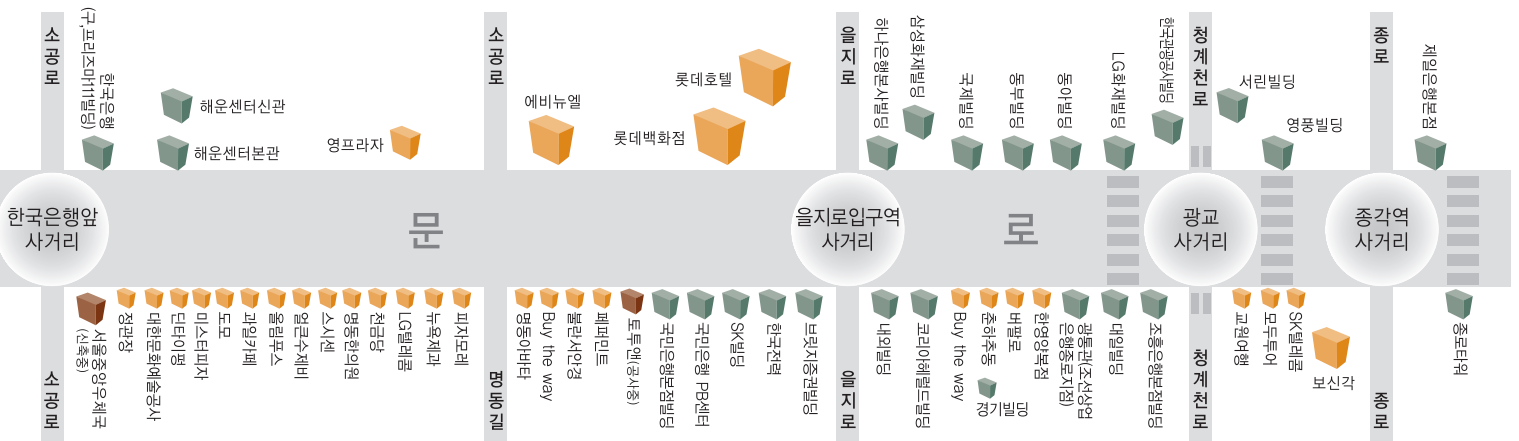 소공로
(구,프리즈마11빌딩)
한국은행
해운센터신관
해운센터본관
영프라자
소공로
에비뉴엘
롯데호텔
롯데백화점
을지로
하나은행본사빌딩
삼성화재빌딩
국제빌딩
동부빌딩
동아빌딩
LG화재빌딩
한국관광공사빌딩
청계천로
서린빌딩
영풍빌딩
종로
제일은행본점
한국은행앞
사거리
문
을지로입구역
사거리
로
광교
사거리
종각역
사거리
소공로
서울중앙우체국
(신축중)
정관장
대한문화예술공사
던타이펌
미스터피자
도모
과일카페
올림푸스
얼큰수제비
스시센
명동한의원
천금당
LG텔레콤
뉴욕제과
피자모레
명동길
명동아바타
Buy the way
불란서안경
페퍼민트
토투앤(공사중)
국민은행본점빌딩
국민은행 PB센터
SK빌딩
한국전력
브릿지증권빌딩
을지로
내외빌딩
코리아헤럴드빌딩
Buy the way
춘하추동
버팔로
한영양복점
경기빌딩
광통관(조선상업
은행종로지점)
대일빌딩
조흥은행본점빌딩
청계천로
교원여행
모두투어
SK텔레콤
보신각
종로
종로타워